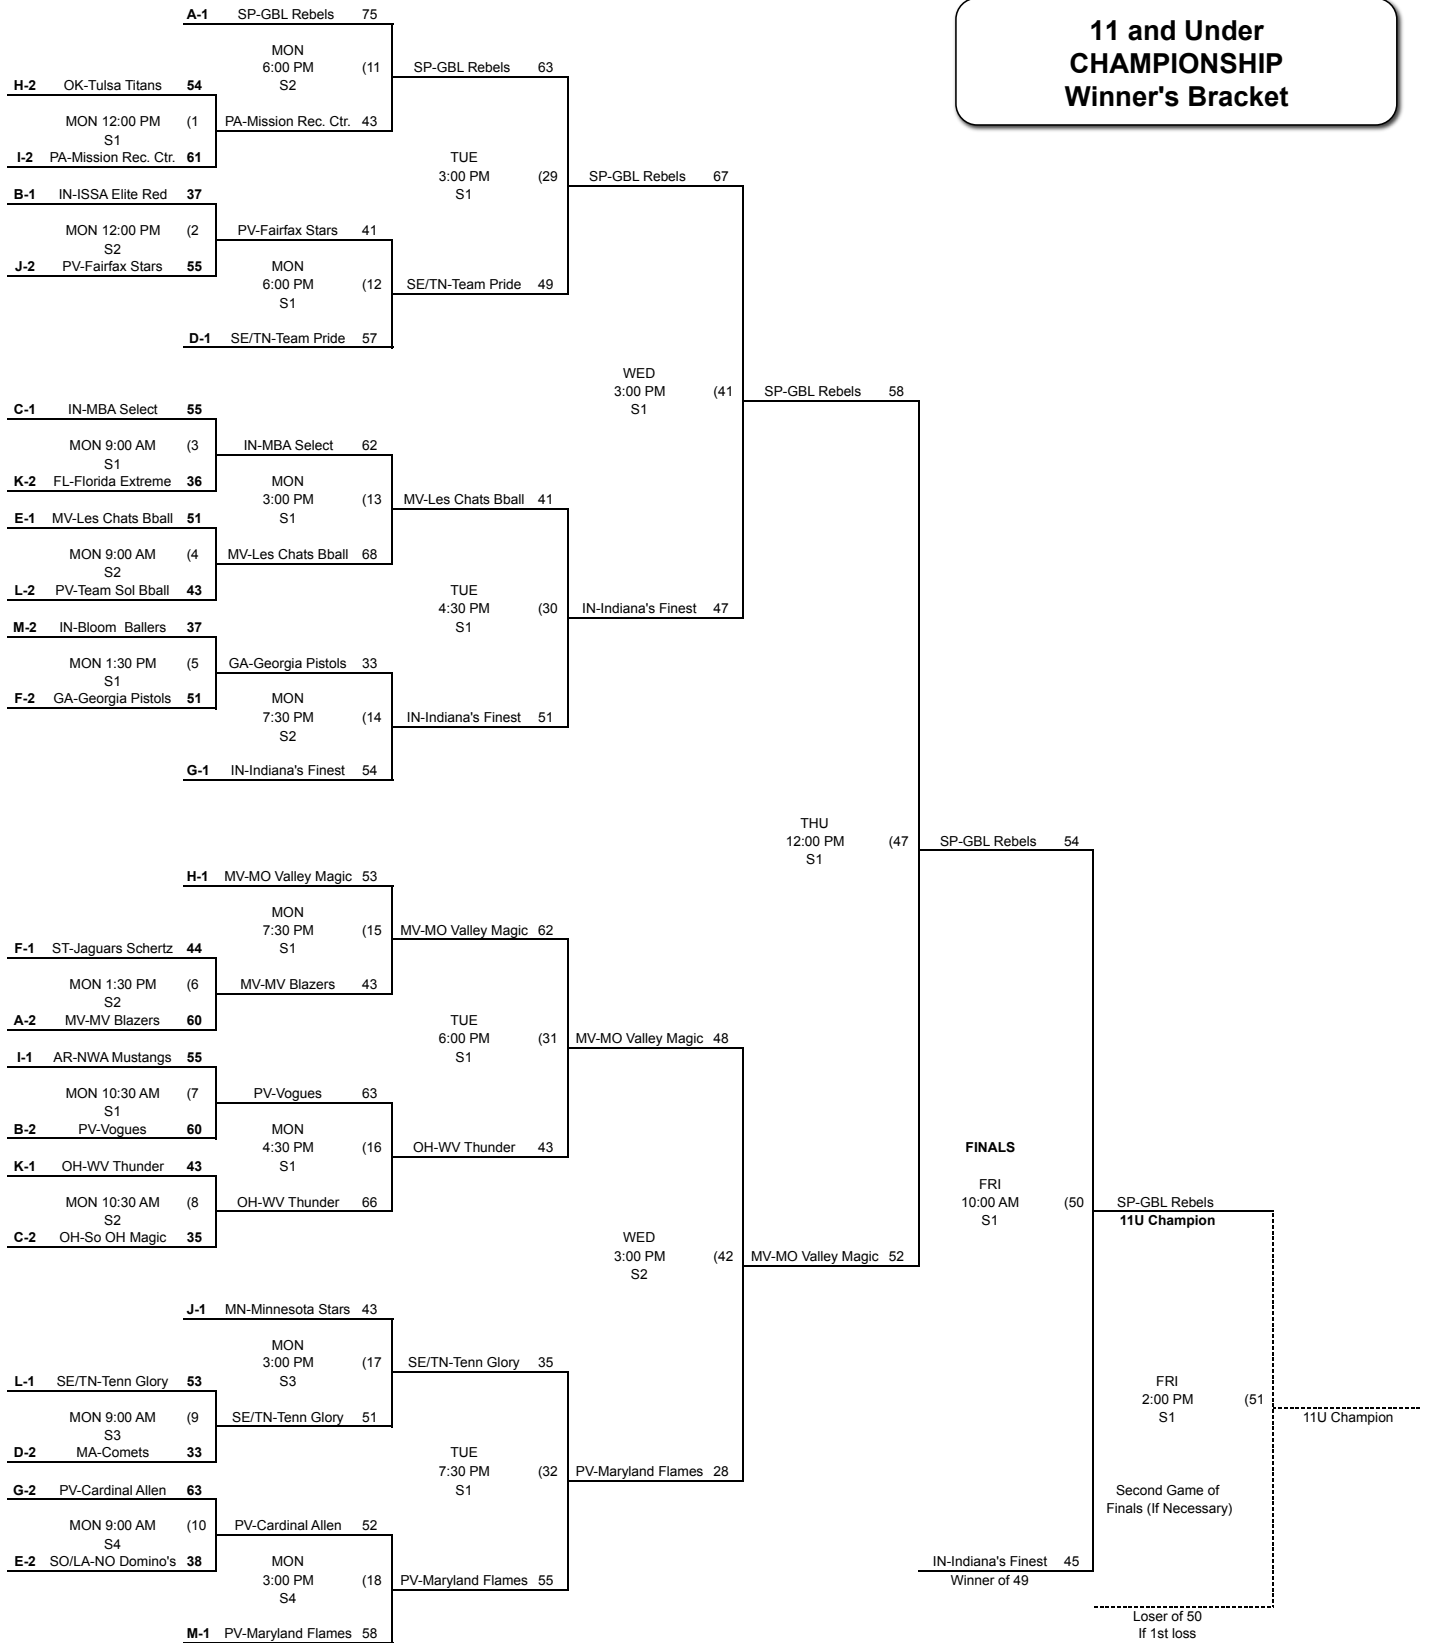 11 and Under
CHAMPIONSHIP
Winner's Bracket
A-1 SP-GBL Rebels 75
MON
6:00 PM (11
S2
SP-GBL Rebels 63
H-2 OK-Tulsa Titans 54
MON 12:00 PM (1
S1
PA-Mission Rec. Ctr. 43
I-2 PA-Mission Rec. Ctr. 61
TUE
3:00 PM (29
S1
SP-GBL Rebels 67
B-1 IN-ISSA Elite Red 37
MON 12:00 PM (2
S2
PV-Fairfax Stars 41
J-2 PV-Fairfax Stars 55
MON
6:00 PM (12
S1
SE/TN-Team Pride 49
D-1 SE/TN-Team Pride 57
WED
3:00 PM (41
S1
SP-GBL Rebels 58
C-1 IN-MBA Select 55
MON 9:00 AM (3
S1
IN-MBA Select 62
K-2 FL-Florida Extreme 36
MON
3:00 PM (13
S1
MV-Les Chats Bball 41
E-1 MV-Les Chats Bball 51
MON 9:00 AM (4
S2
MV-Les Chats Bball 68
L-2 PV-Team Sol Bball 43
TUE
4:30 PM (30
S1
IN-Indiana's Finest 47
M-2 IN-Bloom Ballers 37
MON 1:30 PM (5
S1
GA-Georgia Pistols 33
F-2 GA-Georgia Pistols 51
MON
7:30 PM (14
S2
IN-Indiana's Finest 51
G-1 IN-Indiana's Finest 54
THU
12:00 PM (47
S1
SP-GBL Rebels 54
H-1 MV-MO Valley Magic 53
MON
7:30 PM (15
S1
MV-MO Valley Magic 62
F-1 ST-Jaguars Schertz 44
MON 1:30 PM (6
S2
MV-MV Blazers 43
A-2 MV-MV Blazers 60
TUE
6:00 PM (31
S1
MV-MO Valley Magic 48
I-1 AR-NWA Mustangs 55
MON 10:30 AM (7
S1
PV-Vogues 63
B-2 PV-Vogues 60
MON
4:30 PM (16
S1
OH-WV Thunder 43
K-1 OH-WV Thunder 43
MON 10:30 AM (8
S2
OH-WV Thunder 66
C-2 OH-So OH Magic 35
FINALS
FRI
10:00 AM (50
S1
SP-GBL Rebels
11U Champion
WED
3:00 PM (42
S2
MV-MO Valley Magic 52
J-1 MN-Minnesota Stars 43
MON
3:00 PM (17
S3
SE/TN-Tenn Glory 35
L-1 SE/TN-Tenn Glory 53
MON 9:00 AM (9
S3
SE/TN-Tenn Glory 51
D-2 MA-Comets 33
FRI
2:00 PM (51
S1
11U Champion
TUE
7:30 PM (32
S1
PV-Maryland Flames 28
G-2 PV-Cardinal Allen 63
MON 9:00 AM (10
S4
PV-Cardinal Allen 52
E-2 SO/LA-NO Domino's 38
Second Game of
Finals (If Necessary)
MON
3:00 PM (18
S4
PV-Maryland Flames 55
IN-Indiana's Finest 45
Winner of 49
M-1 PV-Maryland Flames 58
Loser of 50
If 1st loss